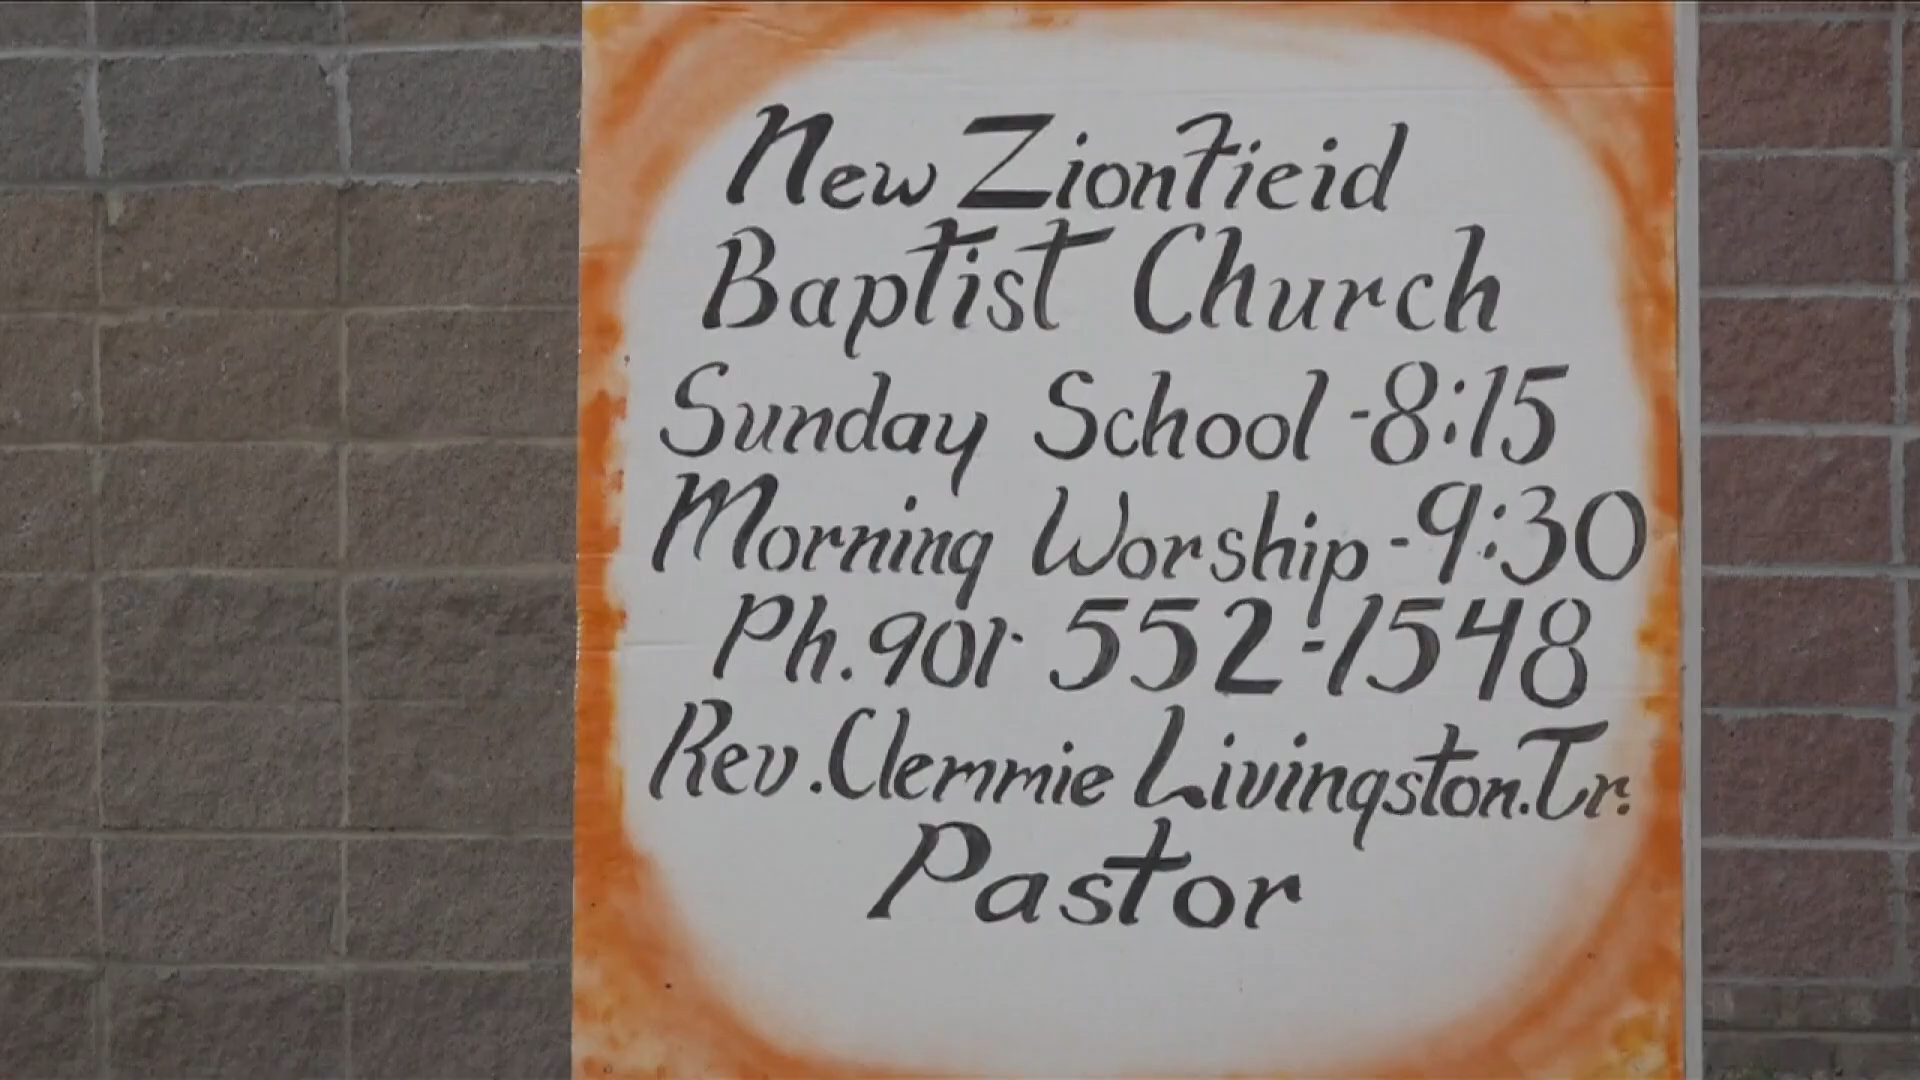 New Zionfieid
Baptist Church
Sunday School - 8:15
Morning Worship - 9:30
Ph. 901- 552-1548
Rev. Clemmie Livingston. Jr.
Pastor